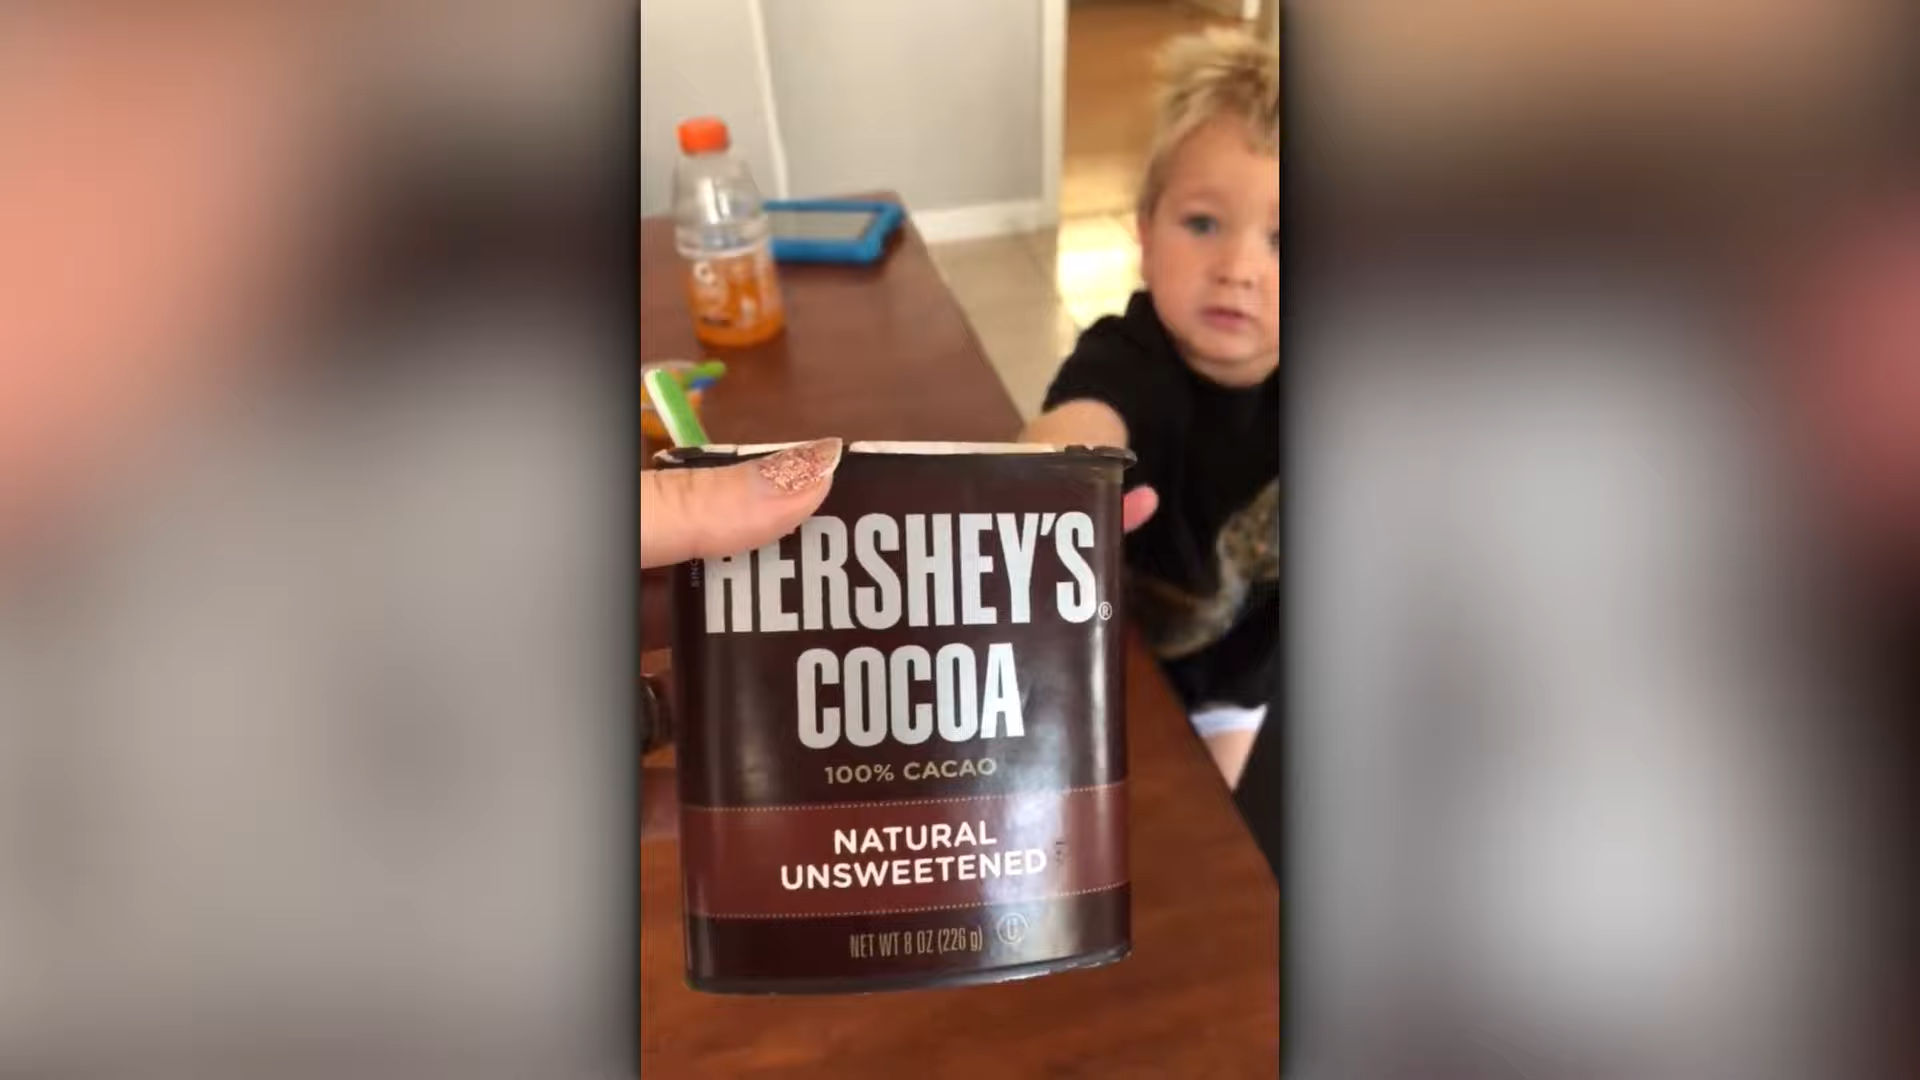 HERSHEY'S®
COCOA
100% CACAO
NATURAL
UNSWEETENED
NET WT 8 OZ (226 g) U